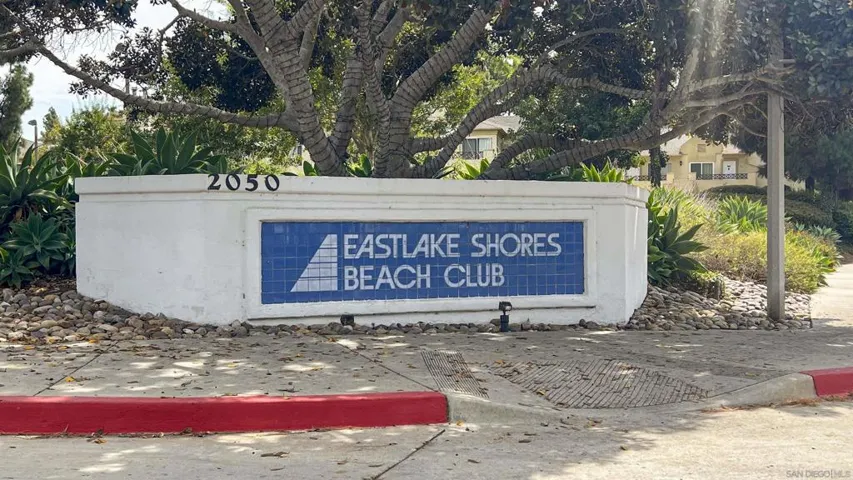 2050
EASTLAKE SHORES
BEACH CLUB
SAN DIEGO MLS